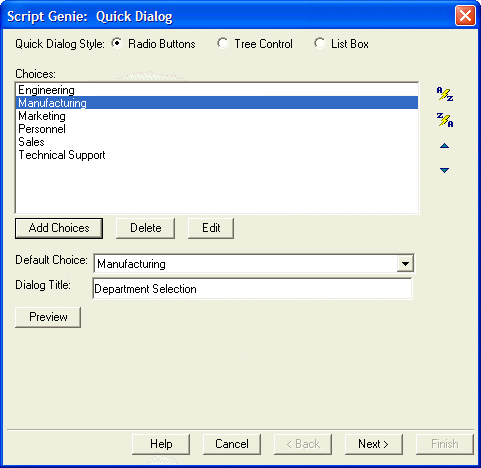 Script Genie: Quick Dialog
Quick Dialog Style: Radio Buttons Tree Control List Box
Choices:
Engineering
Manufacturing
Marketing
Personnel
Sales
Technical Support
A Z
Z A
Add Choices Delete Edit
Default Choice: Manufacturing
Dialog Title: Department Selection
Preview
Help Cancel < Back Next > Finish